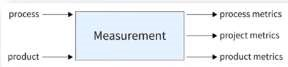 process
process metrics
Measurement
project metrics
product
product metrics